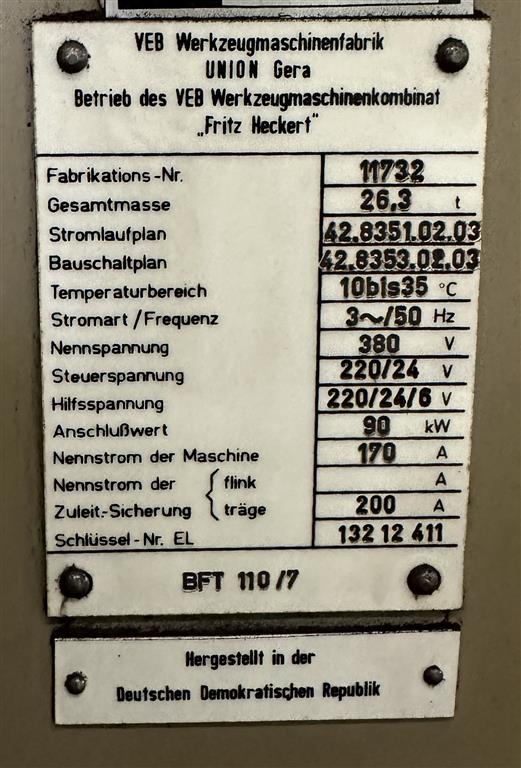 VEB Werkzeugmaschinenfabrik
UNION Gera
Betrieb des VEB Werkzeugmaschinenkombinat
„Fritz Heckert"
Fabrikations-Nr. 11732
Gesamtmasse 26,3 t
Stromlaufplan 42.8351.02.03
Bauschaltplan 42.8353.02.03
Temperaturbereich 10bis35 °C
Stromart/Frequenz 3~/50 Hz
Nennspannung 380 V
Steuerspannung 220/24 V
Hilfsspannung 220/24/6 V
Anschlußwert 90 kW
Nennstrom der Maschine 170 A
Nennstrom der { flink A
Zuleit.-Sicherung { träge 200 A
Schlüssel-Nr. EL 132 12 411
BFT 110/7
Hergestellt in der
Deutschen Demokratischen Republik